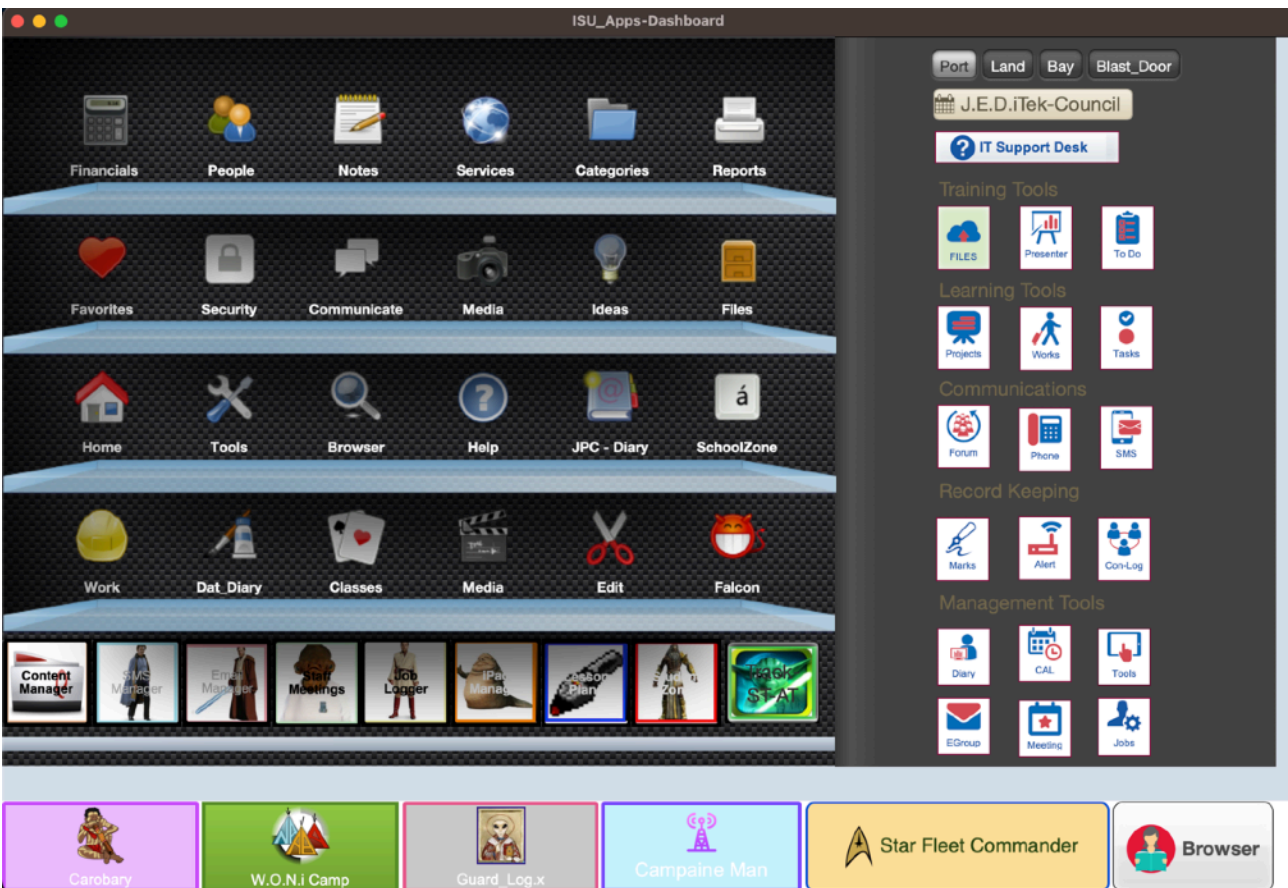 ISU_Apps-Dashboard
Port Land Bay Blast_Door
J.E.D.iTek-Council
IT Support Desk
Financials People Notes Services Categories Reports
Favorites Security Communicate Media Ideas Files
Home Tools Browser Help JPC - Diary SchoolZone
Work Dat_Diary Classes Media Edit Falcon
Content Manager
SMS Manager
Email Manager
Staff Meetings
Job Logger
Training Tools
FILES Presenter To Do
Learning Tools
Projects Works Tasks
Communications
Forum Phone SMS
Record Keeping
Marks Alert Con-Log
Management Tools
Diary CAL Tools
EGroup Meeting Jobs
Carobary
W.O.N.i Camp
Guard_Log.x
Campaine Man
Star Fleet Commander
Browser